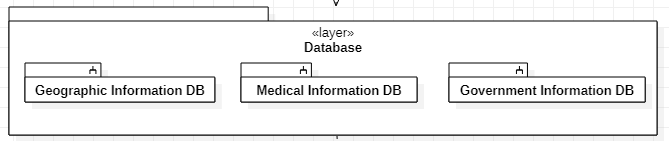 «layer»
Database
Geographic Information DB
Medical Information DB
Government Information DB